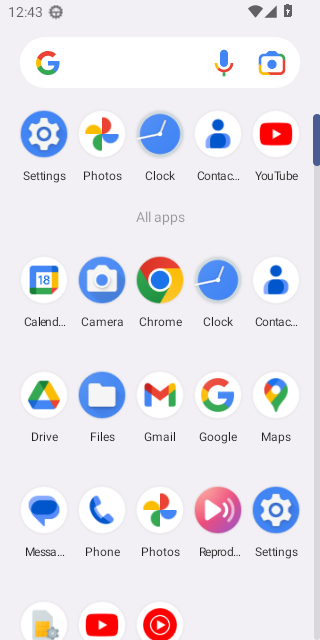 12:43
Settings Photos Clock Contac... YouTube
All apps
Calend... Camera Chrome Clock Contac...
Drive Files Gmail Google Maps
Messa... Phone Photos Reprod... Settings